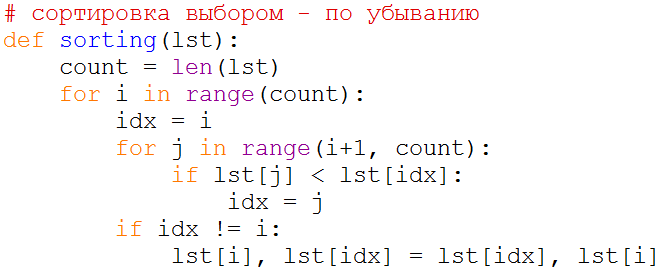 # сортировка выбором – по убыванию
def sorting(lst):
    count = len(lst)
    for i in range(count):
        idx = i
        for j in range(i+1, count):
            if lst[j] < lst[idx]:
                idx = j
        if idx != i:
            lst[i], lst[idx] = lst[idx], lst[i]